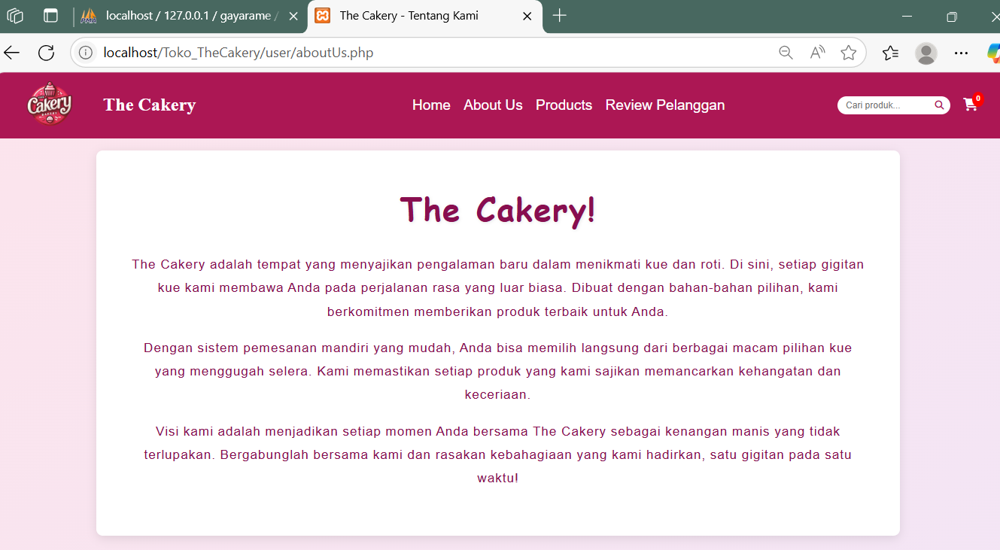 localhost / 127.0.0.1 / gayarame /
The Cakery - Tentang Kami
localhost/Toko_TheCakery/user/aboutUs.php
Cakery
BAKERY
The Cakery
Home About Us Products Review Pelanggan
Cari produk...
0
The Cakery!
The Cakery adalah tempat yang menyajikan pengalaman baru dalam menikmati kue dan roti. Di sini, setiap gigitan
kue kami membawa Anda pada perjalanan rasa yang luar biasa. Dibuat dengan bahan-bahan pilihan, kami
berkomitmen memberikan produk terbaik untuk Anda.
Dengan sistem pemesanan mandiri yang mudah, Anda bisa memilih langsung dari berbagai macam pilihan kue
yang menggugah selera. Kami memastikan setiap produk yang kami sajikan memancarkan kehangatan dan
keceriaan.
Visi kami adalah menjadikan setiap momen Anda bersama The Cakery sebagai kenangan manis yang tidak
terlupakan. Bergabunglah bersama kami dan rasakan kebahagiaan yang kami hadirkan, satu gigitan pada satu
waktu!